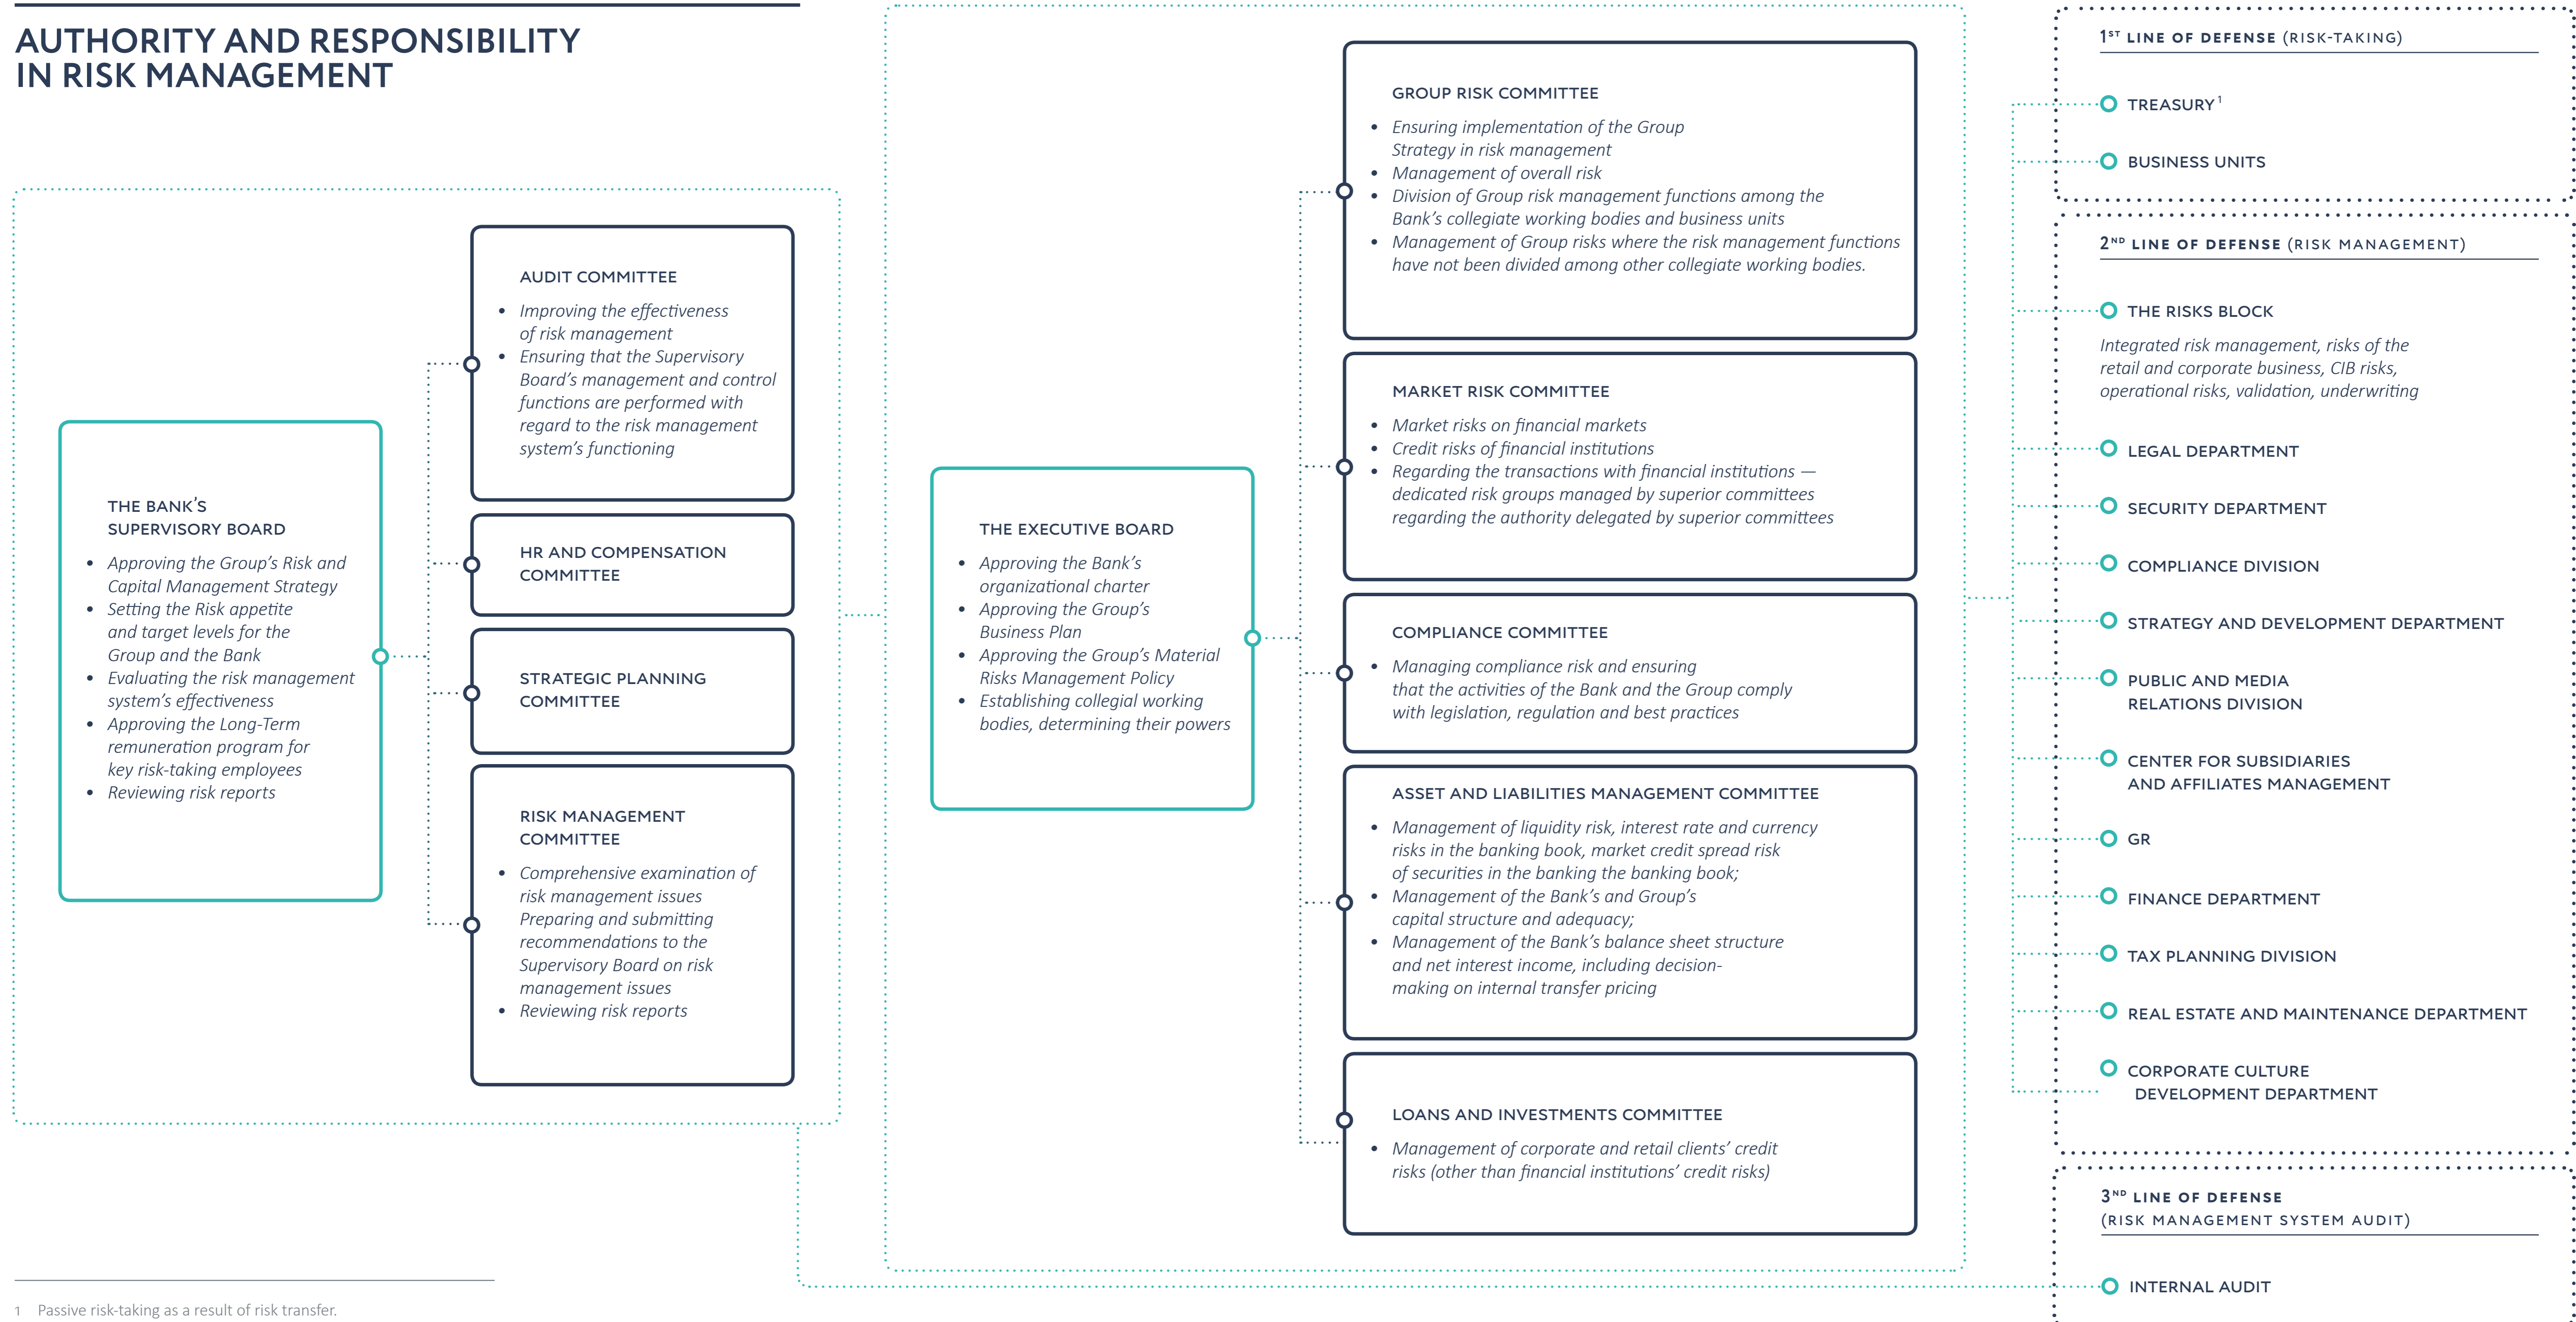 AUTHORITY AND RESPONSIBILITY
IN RISK MANAGEMENT
THE BANK’S
SUPERVISORY BOARD
• Approving the Group’s Risk and
Capital Management Strategy
• Setting the Risk appetite
and target levels for the
Group and the Bank
• Evaluating the risk management
system’s effectiveness
• Approving the Long-Term
remuneration program for
key risk-taking employees
• Reviewing risk reports
AUDIT COMMITTEE
• Improving the effectiveness
of risk management
• Ensuring that the Supervisory
Board’s management and control
functions are performed with
regard to the risk management
system’s functioning
HR AND COMPENSATION
COMMITTEE
STRATEGIC PLANNING
COMMITTEE
RISK MANAGEMENT
COMMITTEE
• Comprehensive examination of
risk management issues
Preparing and submitting
recommendations to the
Supervisory Board on risk
management issues
• Reviewing risk reports
THE EXECUTIVE BOARD
• Approving the Bank’s
organizational charter
• Approving the Group’s
Business Plan
• Approving the Group’s Material
Risks Management Policy
• Establishing collegial working
bodies, determining their powers
GROUP RISK COMMITTEE
• Ensuring implementation of the Group
Strategy in risk management
• Management of overall risk
• Division of Group risk management functions among the
Bank’s collegiate working bodies and business units
• Management of Group risks where the risk management functions
have not been divided among other collegiate working bodies.
MARKET RISK COMMITTEE
• Market risks on financial markets
• Credit risks of financial institutions
• Regarding the transactions with financial institutions —
dedicated risk groups managed by superior committees
regarding the authority delegated by superior committees
COMPLIANCE COMMITTEE
• Managing compliance risk and ensuring
that the activities of the Bank and the Group comply
with legislation, regulation and best practices
ASSET AND LIABILITIES MANAGEMENT COMMITTEE
• Management of liquidity risk, interest rate and currency
risks in the banking book, market credit spread risk
of securities in the banking the banking book;
• Management of the Bank’s and Group’s
capital structure and adequacy;
• Management of the Bank’s balance sheet structure
and net interest income, including decision-
making on internal transfer pricing
LOANS AND INVESTMENTS COMMITTEE
• Management of corporate and retail clients’ credit
risks (other than financial institutions’ credit risks)
1ST LINE OF DEFENSE (RISK-TAKING)
TREASURY 1
BUSINESS UNITS
2ND LINE OF DEFENSE (RISK MANAGEMENT)
THE RISKS BLOCK
Integrated risk management, risks of the
retail and corporate business, CIB risks,
operational risks, validation, underwriting
LEGAL DEPARTMENT
SECURITY DEPARTMENT
COMPLIANCE DIVISION
STRATEGY AND DEVELOPMENT DEPARTMENT
PUBLIC AND MEDIA
RELATIONS DIVISION
CENTER FOR SUBSIDIARIES
AND AFFILIATES MANAGEMENT
GR
FINANCE DEPARTMENT
TAX PLANNING DIVISION
REAL ESTATE AND MAINTENANCE DEPARTMENT
CORPORATE CULTURE
DEVELOPMENT DEPARTMENT
3ND LINE OF DEFENSE
(RISK MANAGEMENT SYSTEM AUDIT)
INTERNAL AUDIT
1 Passive risk-taking as a result of risk transfer.